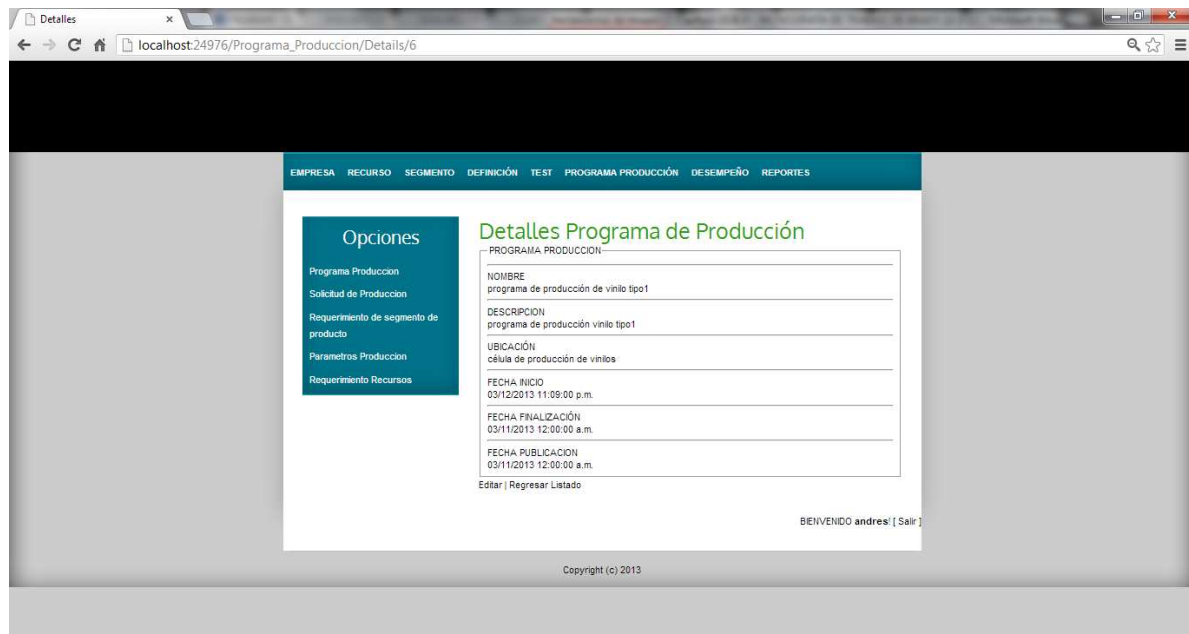 Detalles
localhost:24976/Programa_Produccion/Details/6
EMPRESA RECURSO SEGMENTO DEFINICIÓN TEST PROGRAMA PRODUCCIÓN DESEMPEÑO REPORTES
Opciones
Programa Produccion
Solicitud de Produccion
Requerimiento de segmento de
producto
Parametros Produccion
Requerimiento Recursos
Detalles Programa de Producción
PROGRAMA PRODUCCION
NOMBRE
programa de producción de vinilo tipo1
DESCRIPCION
programa de producción vinilo tipo1
UBICACIÓN
célula de producción de vinilos
FECHA INICIO
03/12/2013 11:09:00 p.m.
FECHA FINALIZACIÓN
03/11/2013 12:00:00 a.m.
FECHA PUBLICACION
03/11/2013 12:00:00 a.m.
Editar | Regresar Listado
BIENVENIDO andres! [ Salir ]
Copyright (c) 2013